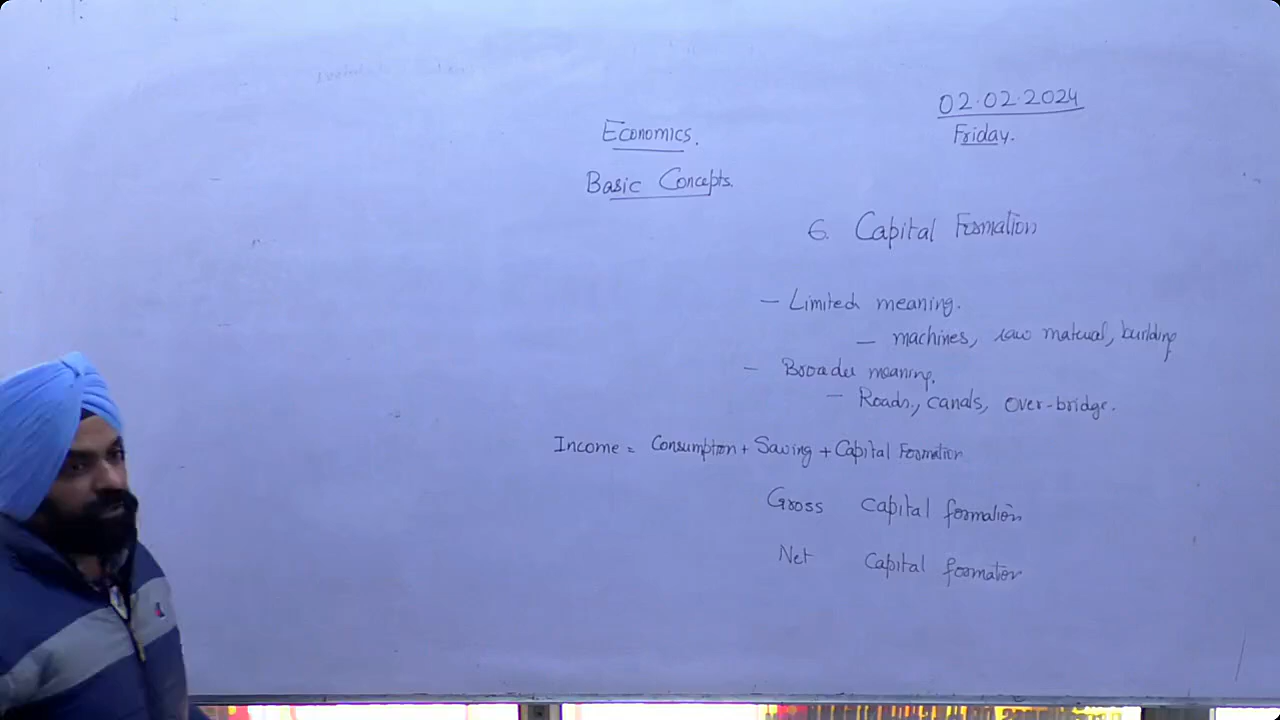 02.02.2024
Economics.
Friday.
Basic Concepts.
6. Capital Formation
- Limited meaning.
- machines, raw material, building
- Broader meaning.
- Roads, canals, over-bridge.
Income = Consumption + Saving + Capital Formation
Gross Capital formation
Net Capital formation